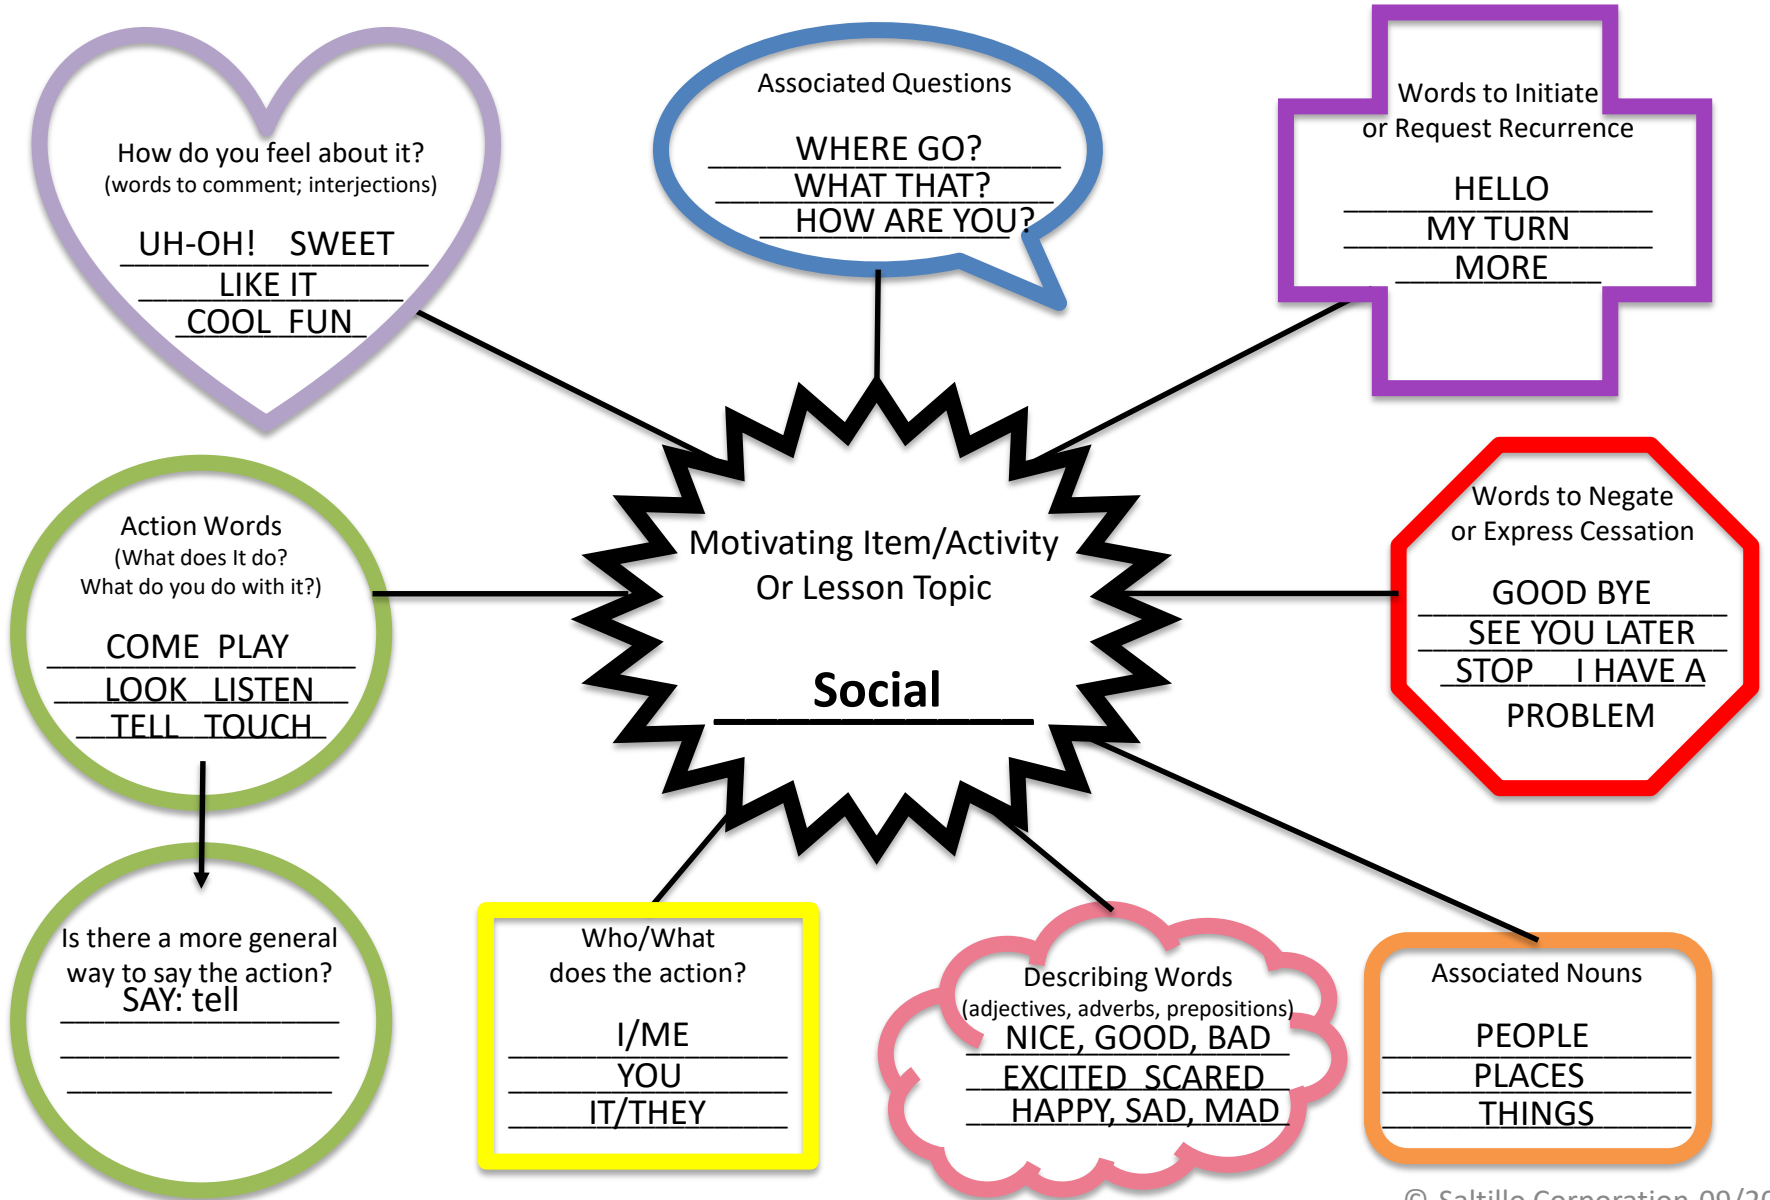 How do you feel about it?
(words to comment; interjections)
UH-OH! SWEET
LIKE IT
COOL FUN
Associated Questions
WHERE GO?
WHAT THAT?
HOW ARE YOU?
Words to Initiate
or Request Recurrence
HELLO
MY TURN
MORE
Action Words
(What does It do?
What do you do with it?)
COME PLAY
LOOK LISTEN
TELL TOUCH
Motivating Item/Activity
Or Lesson Topic
Social
Words to Negate
or Express Cessation
GOOD BYE
SEE YOU LATER
STOP I HAVE A
PROBLEM
Is there a more general
way to say the action?
SAY: tell
Who/What
does the action?
I/ME
YOU
IT/THEY
Describing Words
(adjectives, adverbs, prepositions)
NICE, GOOD, BAD
EXCITED SCARED
HAPPY, SAD, MAD
Associated Nouns
PEOPLE
PLACES
THINGS
© Saltillo Corporation